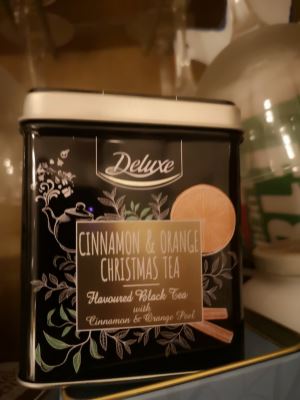 Deluxe
CINNAMON & ORANGE
CHRISTMAS TEA
Flavoured Black Tea
with
Cinnamon & Orange Peel